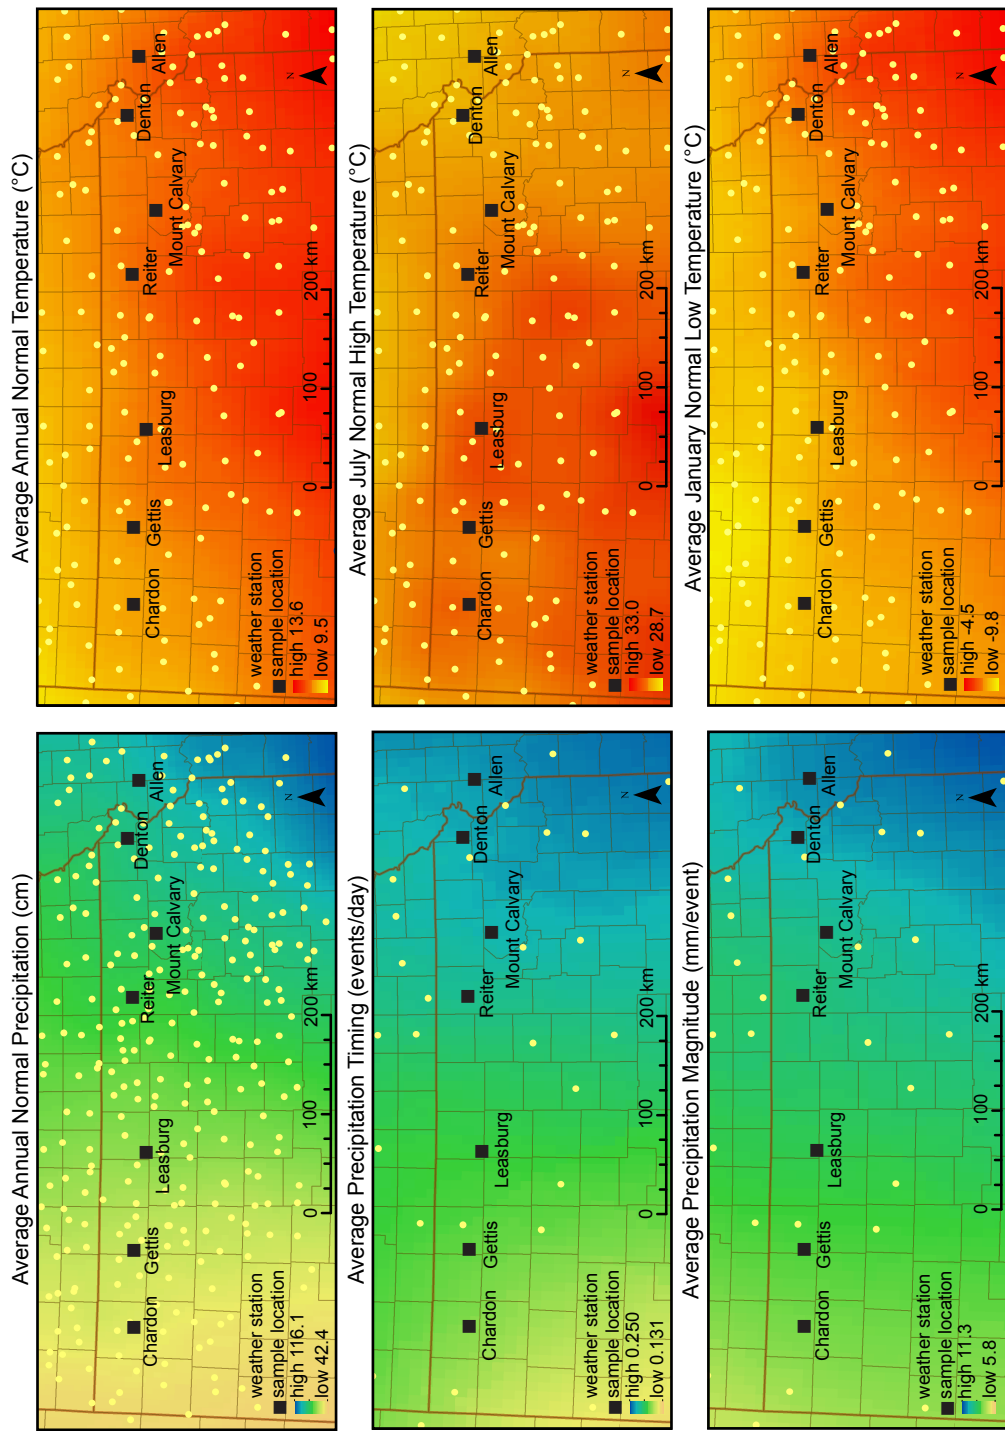 Average Annual Normal Precipitation (cm)
Chardon
Gettis
Leasburg
Reiter
Mount Calvary
Denton
Allen
weather station
sample location
high 116.1
low 42.4
0
100
200 km
N
Average Precipitation Timing (events/day)
Chardon
Gettis
Leasburg
Reiter
Mount Calvary
Denton
Allen
weather station
sample location
high 0.250
low 0.131
0
100
200 km
N
Average Precipitation Magnitude (mm/event)
Chardon
Gettis
Leasburg
Reiter
Mount Calvary
Denton
Allen
weather station
sample location
high 11.3
low 5.8
0
100
200 km
N
Average Annual Normal Temperature (°C)
Chardon
Gettis
Leasburg
Reiter
Mount Calvary
Denton
Allen
weather station
sample location
high 13.6
low 9.5
0
100
200 km
N
Average July Normal High Temperature (°C)
Chardon
Gettis
Leasburg
Reiter
Mount Calvary
Denton
Allen
weather station
sample location
high 33.0
low 28.7
0
100
200 km
N
Average January Normal Low Temperature (°C)
Chardon
Gettis
Leasburg
Reiter
Mount Calvary
Denton
Allen
weather station
sample location
high -4.5
low -9.8
0
100
200 km
N